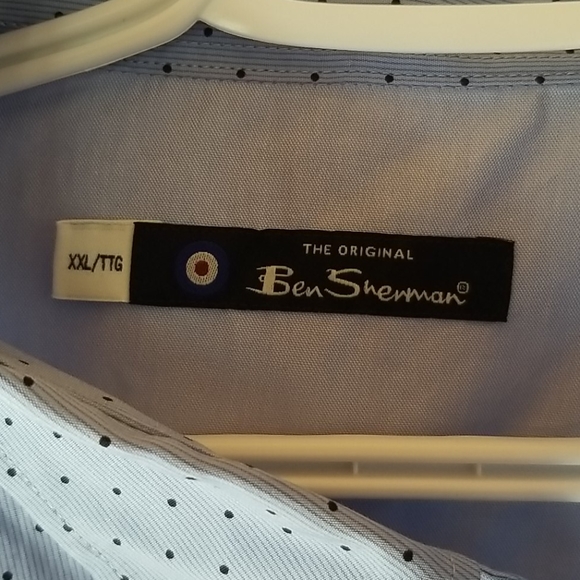 XXL/TTG
THE ORIGINAL
Ben Sherman®